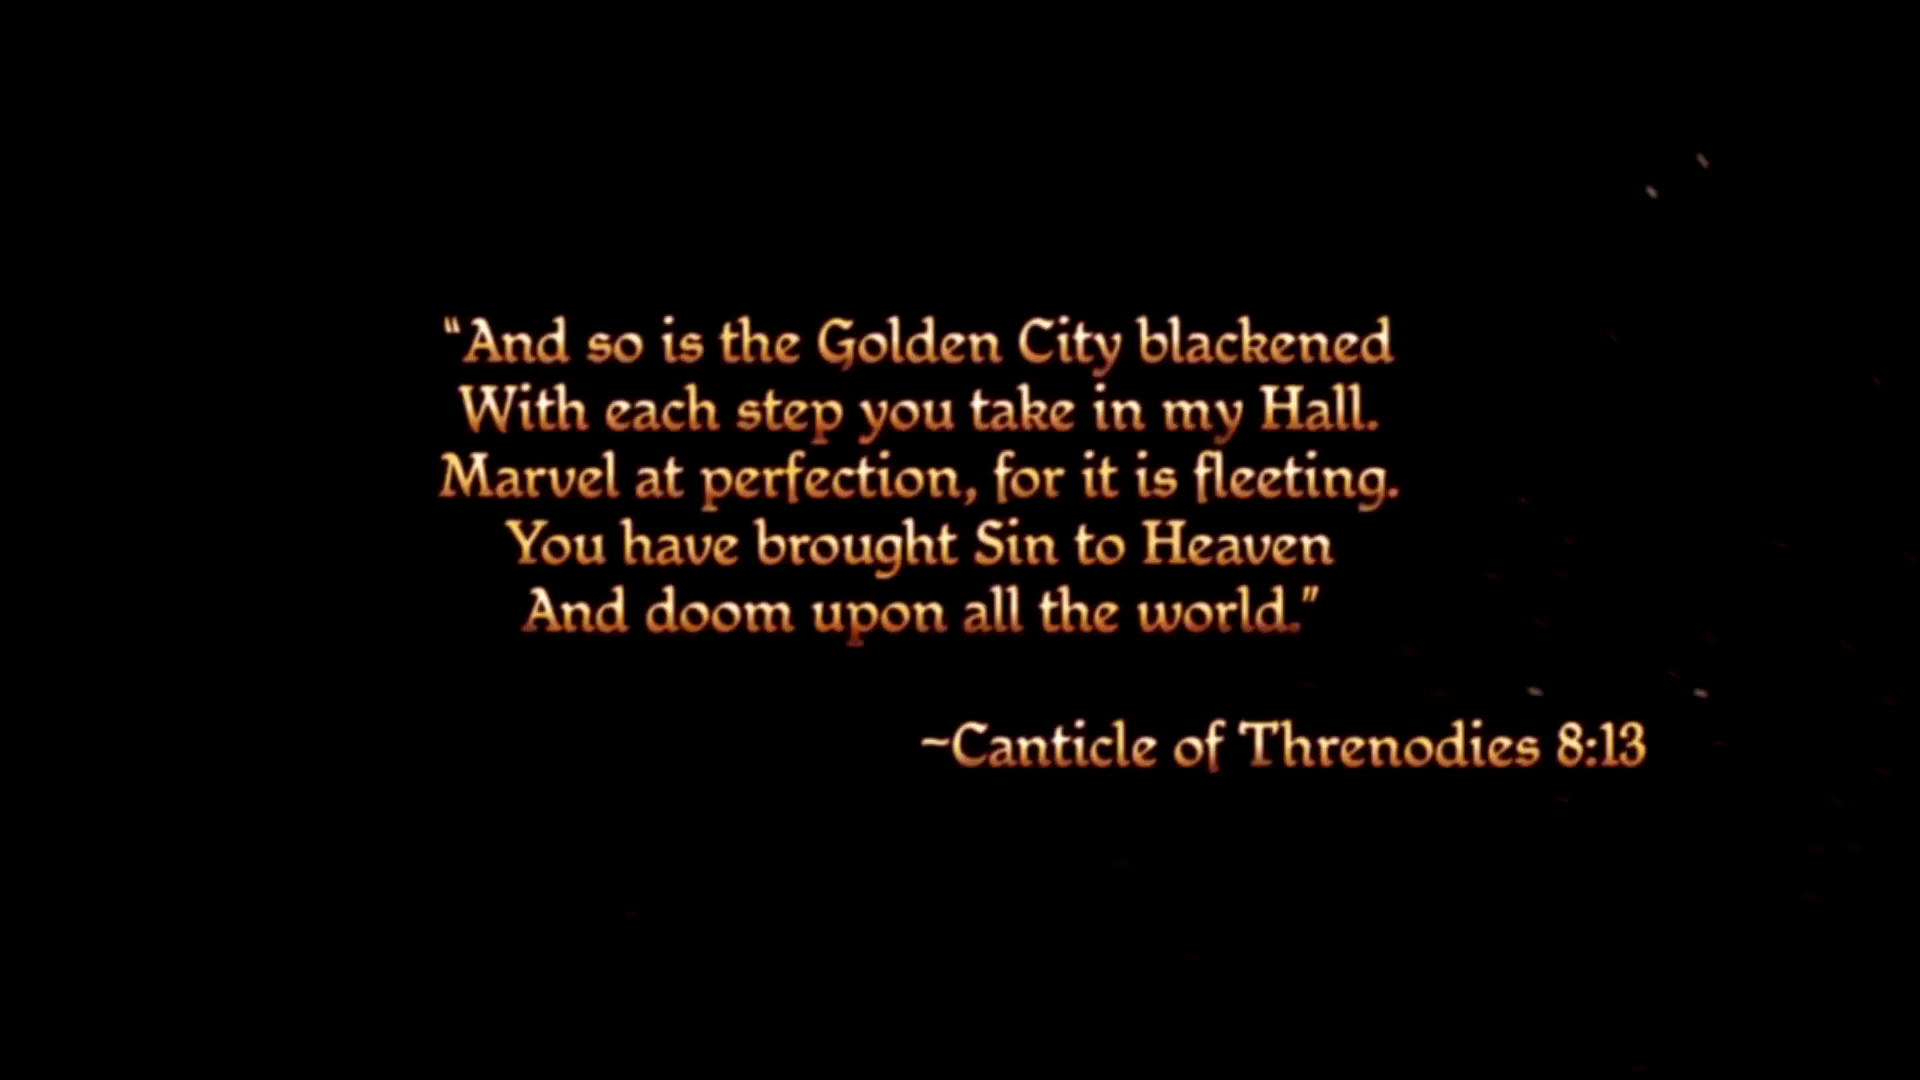 “And so is the Golden City blackened
With each step you take in my Hall.
Marvel at perfection, for it is fleeting.
You have brought Sin to Heaven
And doom upon all the world.”
~Canticle of Threnodies 8:13